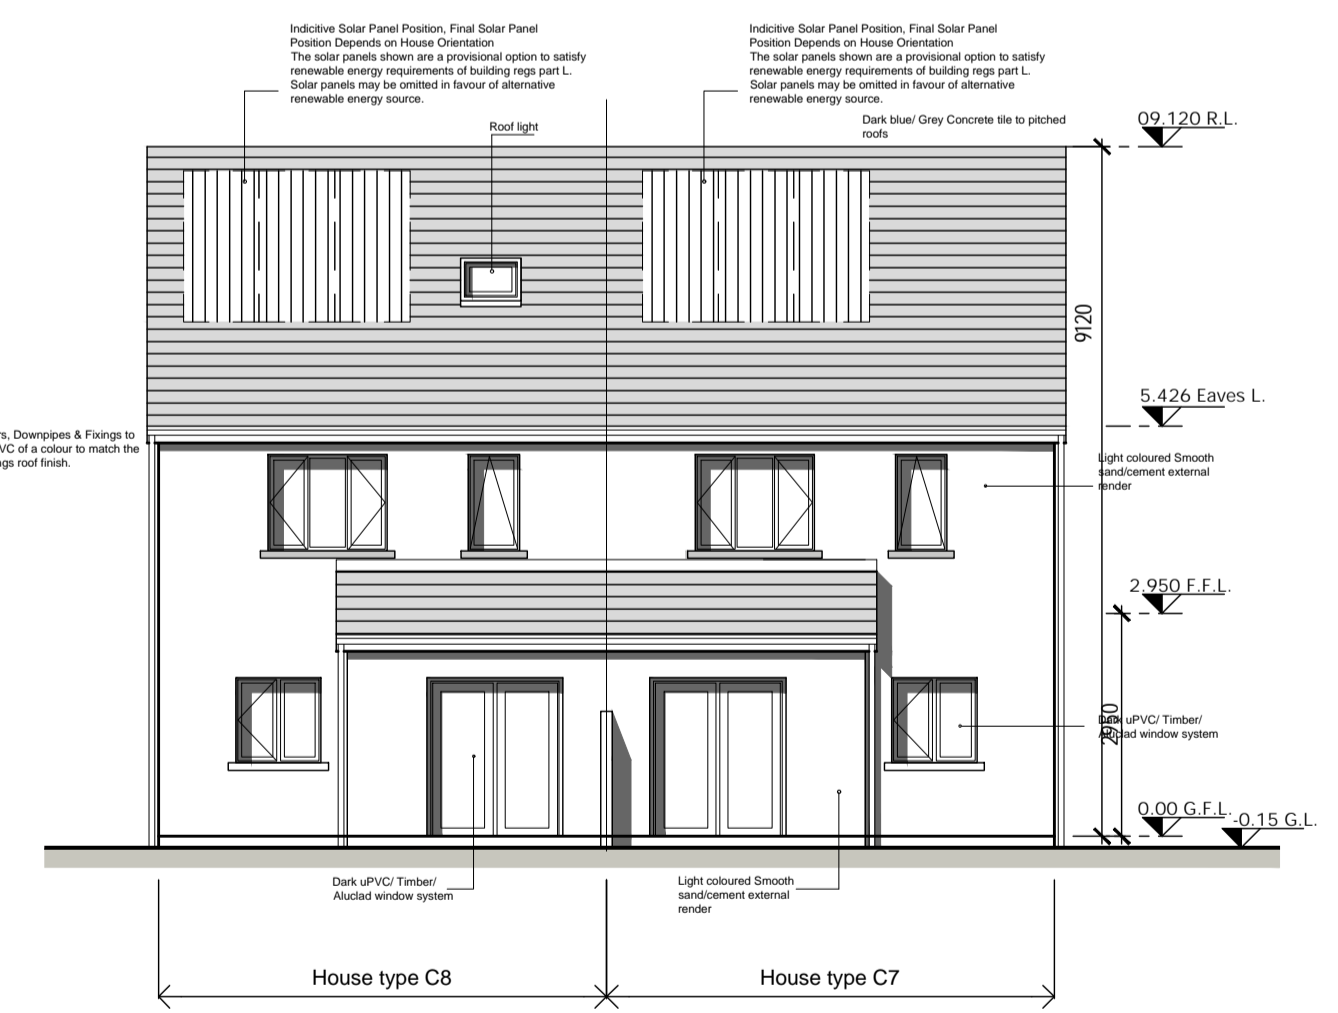 Indicitive Solar Panel Position, Final Solar Panel
Position Depends on House Orientation
The solar panels shown are a provisional option to satisfy
renewable energy requirements of building regs part L.
Solar panels may be omitted in favour of alternative
renewable energy source.
Indicitive Solar Panel Position, Final Solar Panel
Position Depends on House Orientation
The solar panels shown are a provisional option to satisfy
renewable energy requirements of building regs part L.
Solar panels may be omitted in favour of alternative
renewable energy source.
Roof light
Dark blue/ Grey Concrete tile to pitched
roofs
09.120 R.L.
9120
5.426 Eaves L.
Downpipes & Fixings to
of a colour to match the
roof finish.
Light coloured Smooth
sand/cement external
render
2.950 F.F.L.
2950
Dark uPVC/ Timber/
Aluclad window system
0.00 G.F.L.
-0.15 G.L.
Dark uPVC/ Timber/
Aluclad window system
Light coloured Smooth
sand/cement external
render
House type C8
House type C7